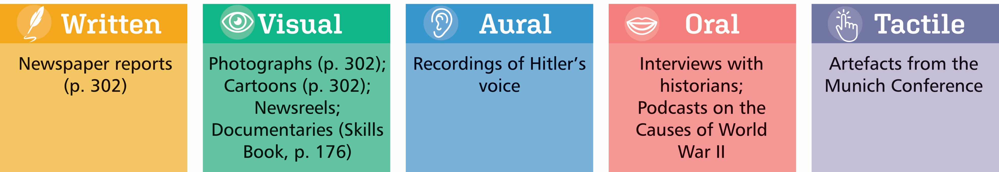 Written
Newspaper reports
(p. 302)
Visual
Photographs (p. 302);
Cartoons (p. 302);
Newsreels;
Documentaries (Skills
Book, p. 176)
Aural
Recordings of Hitler’s
voice
Oral
Interviews with
historians;
Podcasts on the
Causes of World
War II
Tactile
Artefacts from the
Munich Conference